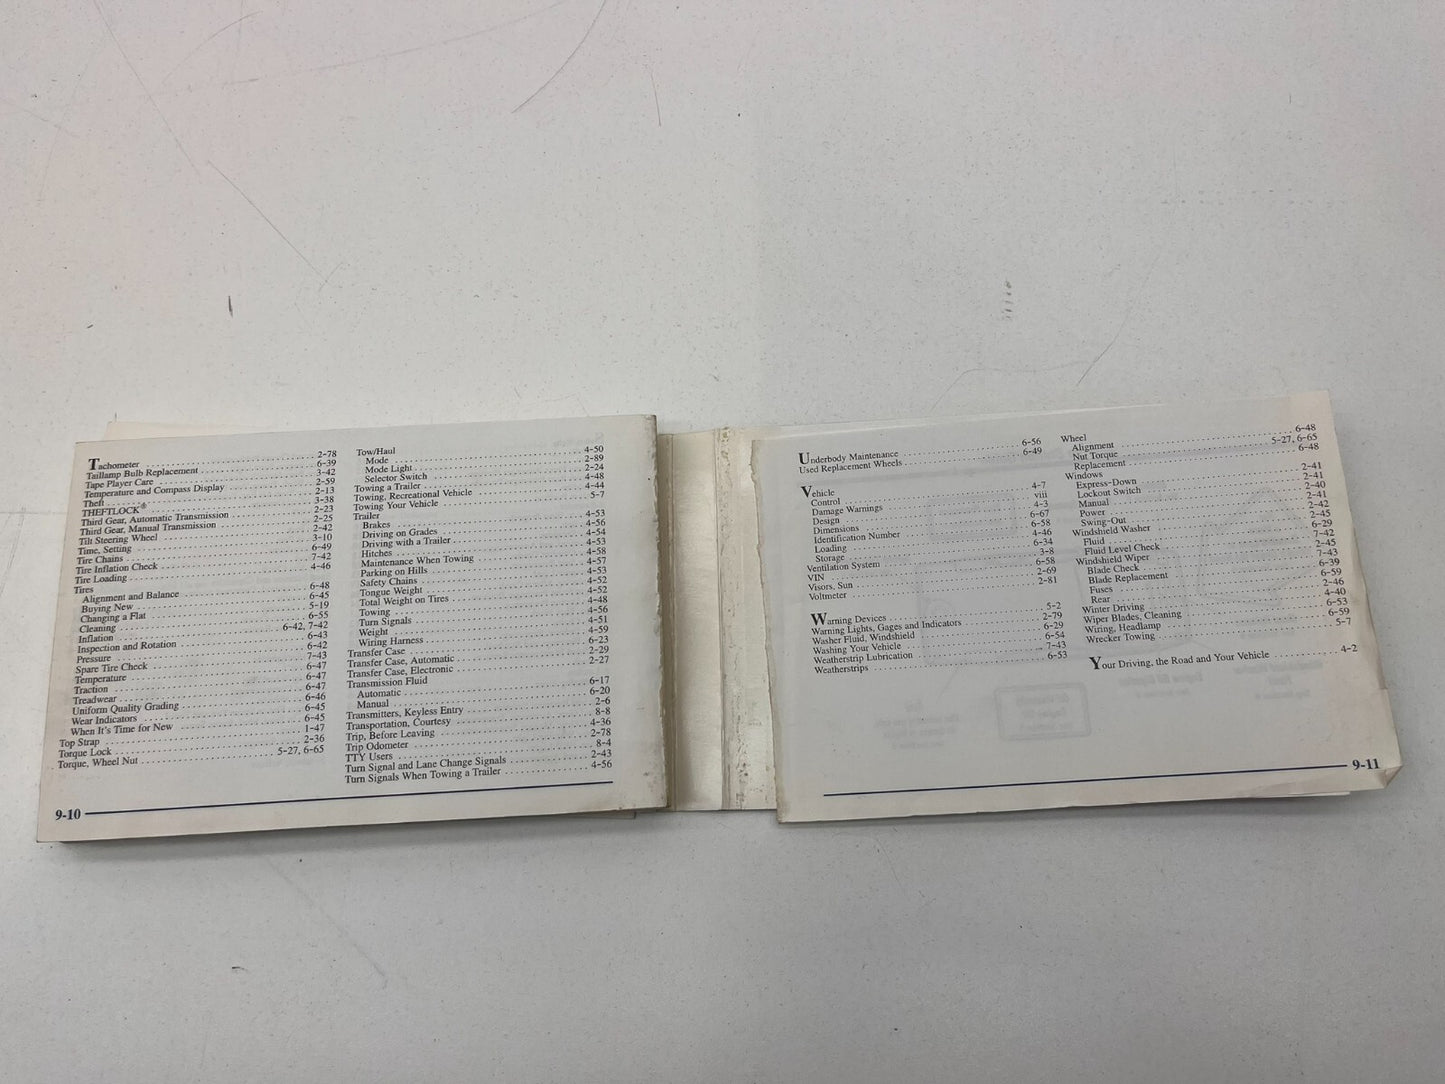 Tachometer 2-78
Taillamp Bulb Replacement 6-39
Tape Player Care 3-42
Temperature and Compass Display 2-59
Theft 2-13
THEFTLOCK® 3-38
Third Gear, Automatic Transmission 2-23
Third Gear, Manual Transmission 2-25
Tilt Steering Wheel 2-42
Time, Setting 3-10
Tire Chains 6-49
Tire Inflation Check 7-42
Tire Loading 4-46
Tires
Alignment and Balance 6-48
Buying New 6-45
Changing a Flat 5-19
Cleaning 6-55
Inflation 6-42, 7-42
Inspection and Rotation 6-43
Pressure 6-42
Spare Tire Check 7-43
Temperature 6-47
Traction 6-47
Treadwear 6-47
Uniform Quality Grading 6-46
Wear Indicators 6-45
When It's Time for New 6-45
Top Strap 1-47
Torque Lock 2-36
Torque, Wheel Nut 5-27, 6-65
Tow/Haul
Mode 4-50
Mode Light 2-89
Selector Switch 2-24
Towing a Trailer 4-48
Towing, Recreational Vehicle 4-44
Towing Your Vehicle 5-7
Trailer
Brakes 4-53
Driving on Grades 4-56
Driving with a Trailer 4-54
Hitches 4-53
Maintenance When Towing 4-58
Parking on Hills 4-57
Safety Chains 4-53
Tongue Weight 4-52
Total Weight on Tires 4-52
Towing 4-48
Turn Signals 4-56
Weight 4-51
Wiring Harness 4-59
Transfer Case 6-23
Transfer Case, Automatic 2-29
Transfer Case, Electronic 2-27
Transmission Fluid
Automatic 6-17
Manual 6-20
Transmitters, Keyless Entry 2-6
Transportation, Courtesy 8-8
Trip, Before Leaving 4-36
Trip Odometer 2-78
TTY Users 8-4
Turn Signal and Lane Change Signals 2-43
Turn Signals When Towing a Trailer 4-56
9-10
Underbody Maintenance 6-56
Used Replacement Wheels 6-49
Vehicle
Control 4-7
Damage Warnings viii
Design 4-3
Dimensions 6-67
Identification Number 6-58
Loading 4-46
Storage 6-34
Ventilation System 3-8
VIN 6-58
Visors, Sun 2-69
Voltmeter 2-81
Warning Devices 5-2
Warning Lights, Gages and Indicators 2-79
Washer Fluid, Windshield 6-29
Washing Your Vehicle 6-54
Weatherstrip Lubrication 7-43
Weatherstrips 6-53
Wheel
Alignment 6-48
Nut Torque 5-27, 6-65
Replacement 6-48
Windows
Express-Down 2-41
Lockout Switch 2-41
Manual 2-40
Power 2-41
Swing-Out 2-42
Windshield Washer 2-45
Fluid 6-29
Fluid Level Check 7-42
Windshield Wiper 2-45
Blade Check 7-43
Blade Replacement 6-39
Fuses 6-59
Rear 2-46
Winter Driving 4-40
Wiper Blades, Cleaning 6-53
Wiring, Headlamp 6-59
Wrecker Towing 5-7
Your Driving, the Road and Your Vehicle 4-2
9-11